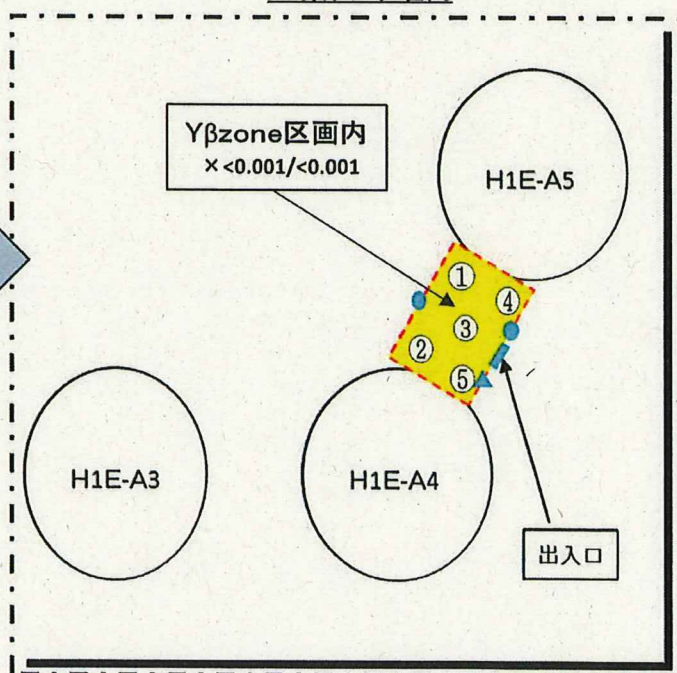 Yβzone区画内
×<0.001/<0.001
H1E-A5
①
④
③
②
⑤
H1E-A3
H1E-A4
出入口